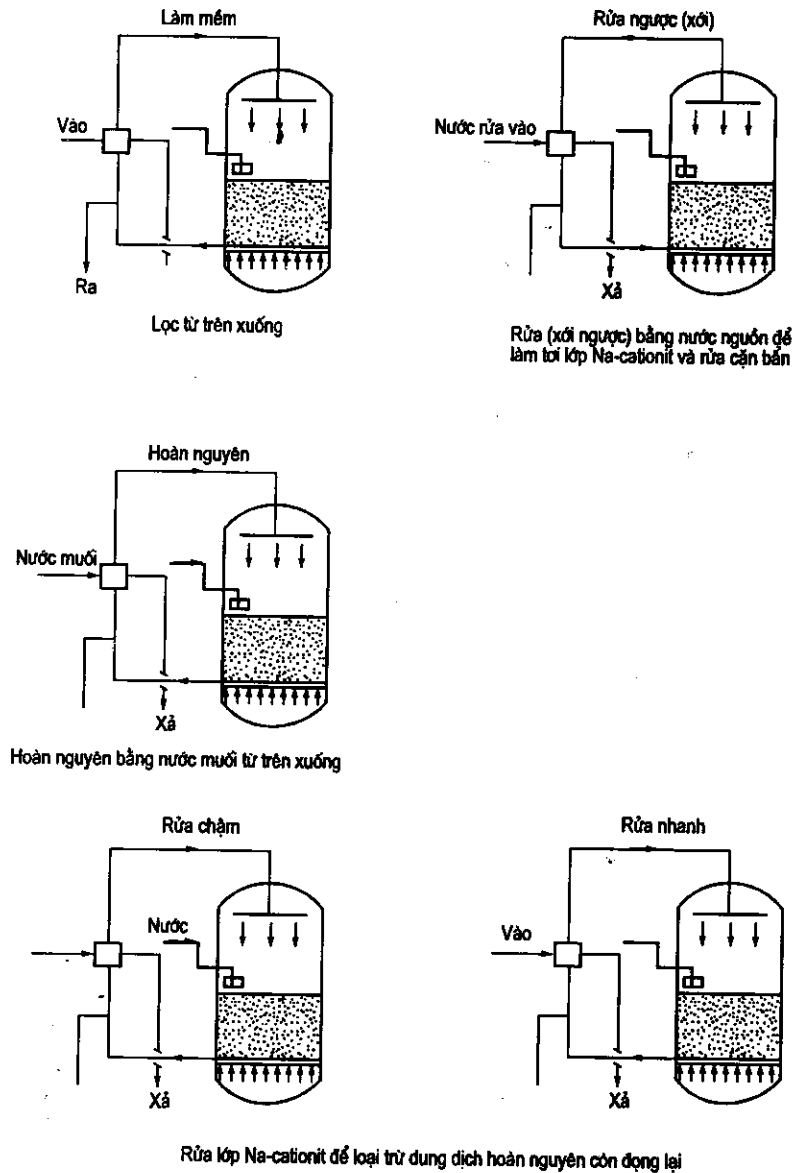 Làm mềm
Vào
Ra
Lọc từ trên xuống
Rửa ngược (xới)
Nước rửa vào
Xả
Rửa (xới ngược) bằng nước nguồn để
làm tơi lớp Na-cationit và rửa cặn bẩn
Hoàn nguyên
Nước muối
Xả
Hoàn nguyên bằng nước muối từ trên xuống
Rửa chậm
Nước
Xả
Rửa nhanh
Vào
Xả
Rửa lớp Na-cationit để loại trừ dung dịch hoàn nguyên còn đọng lại